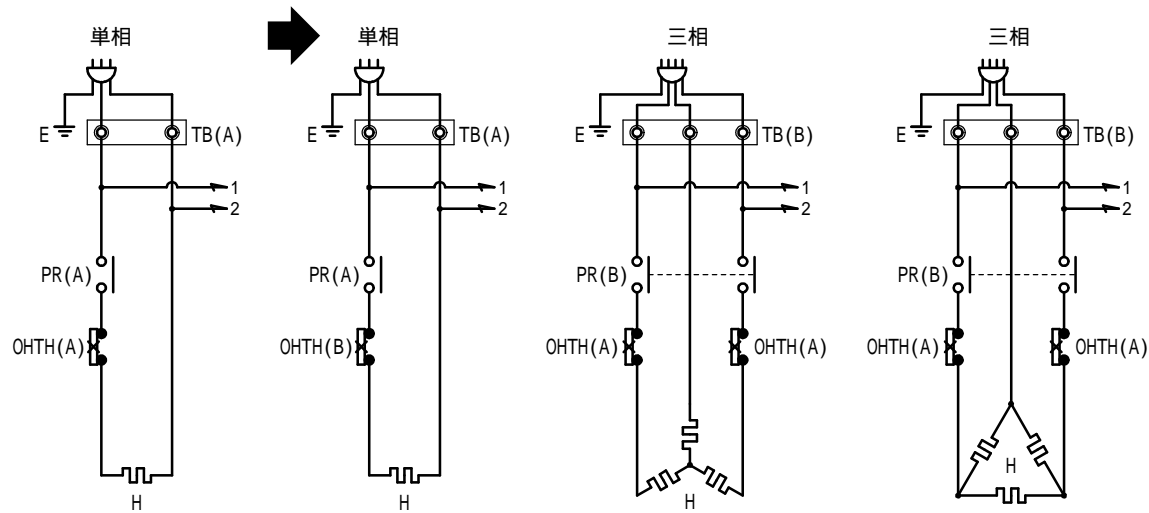 単相
E
TB(A)
1
2
PR(A)
OHTH(A)
H
単相
E
TB(A)
1
2
PR(A)
OHTH(B)
H
三相
E
TB(B)
1
2
PR(B)
OHTH(A)
OHTH(A)
H
三相
E
TB(B)
1
2
PR(B)
OHTH(A)
OHTH(A)
H